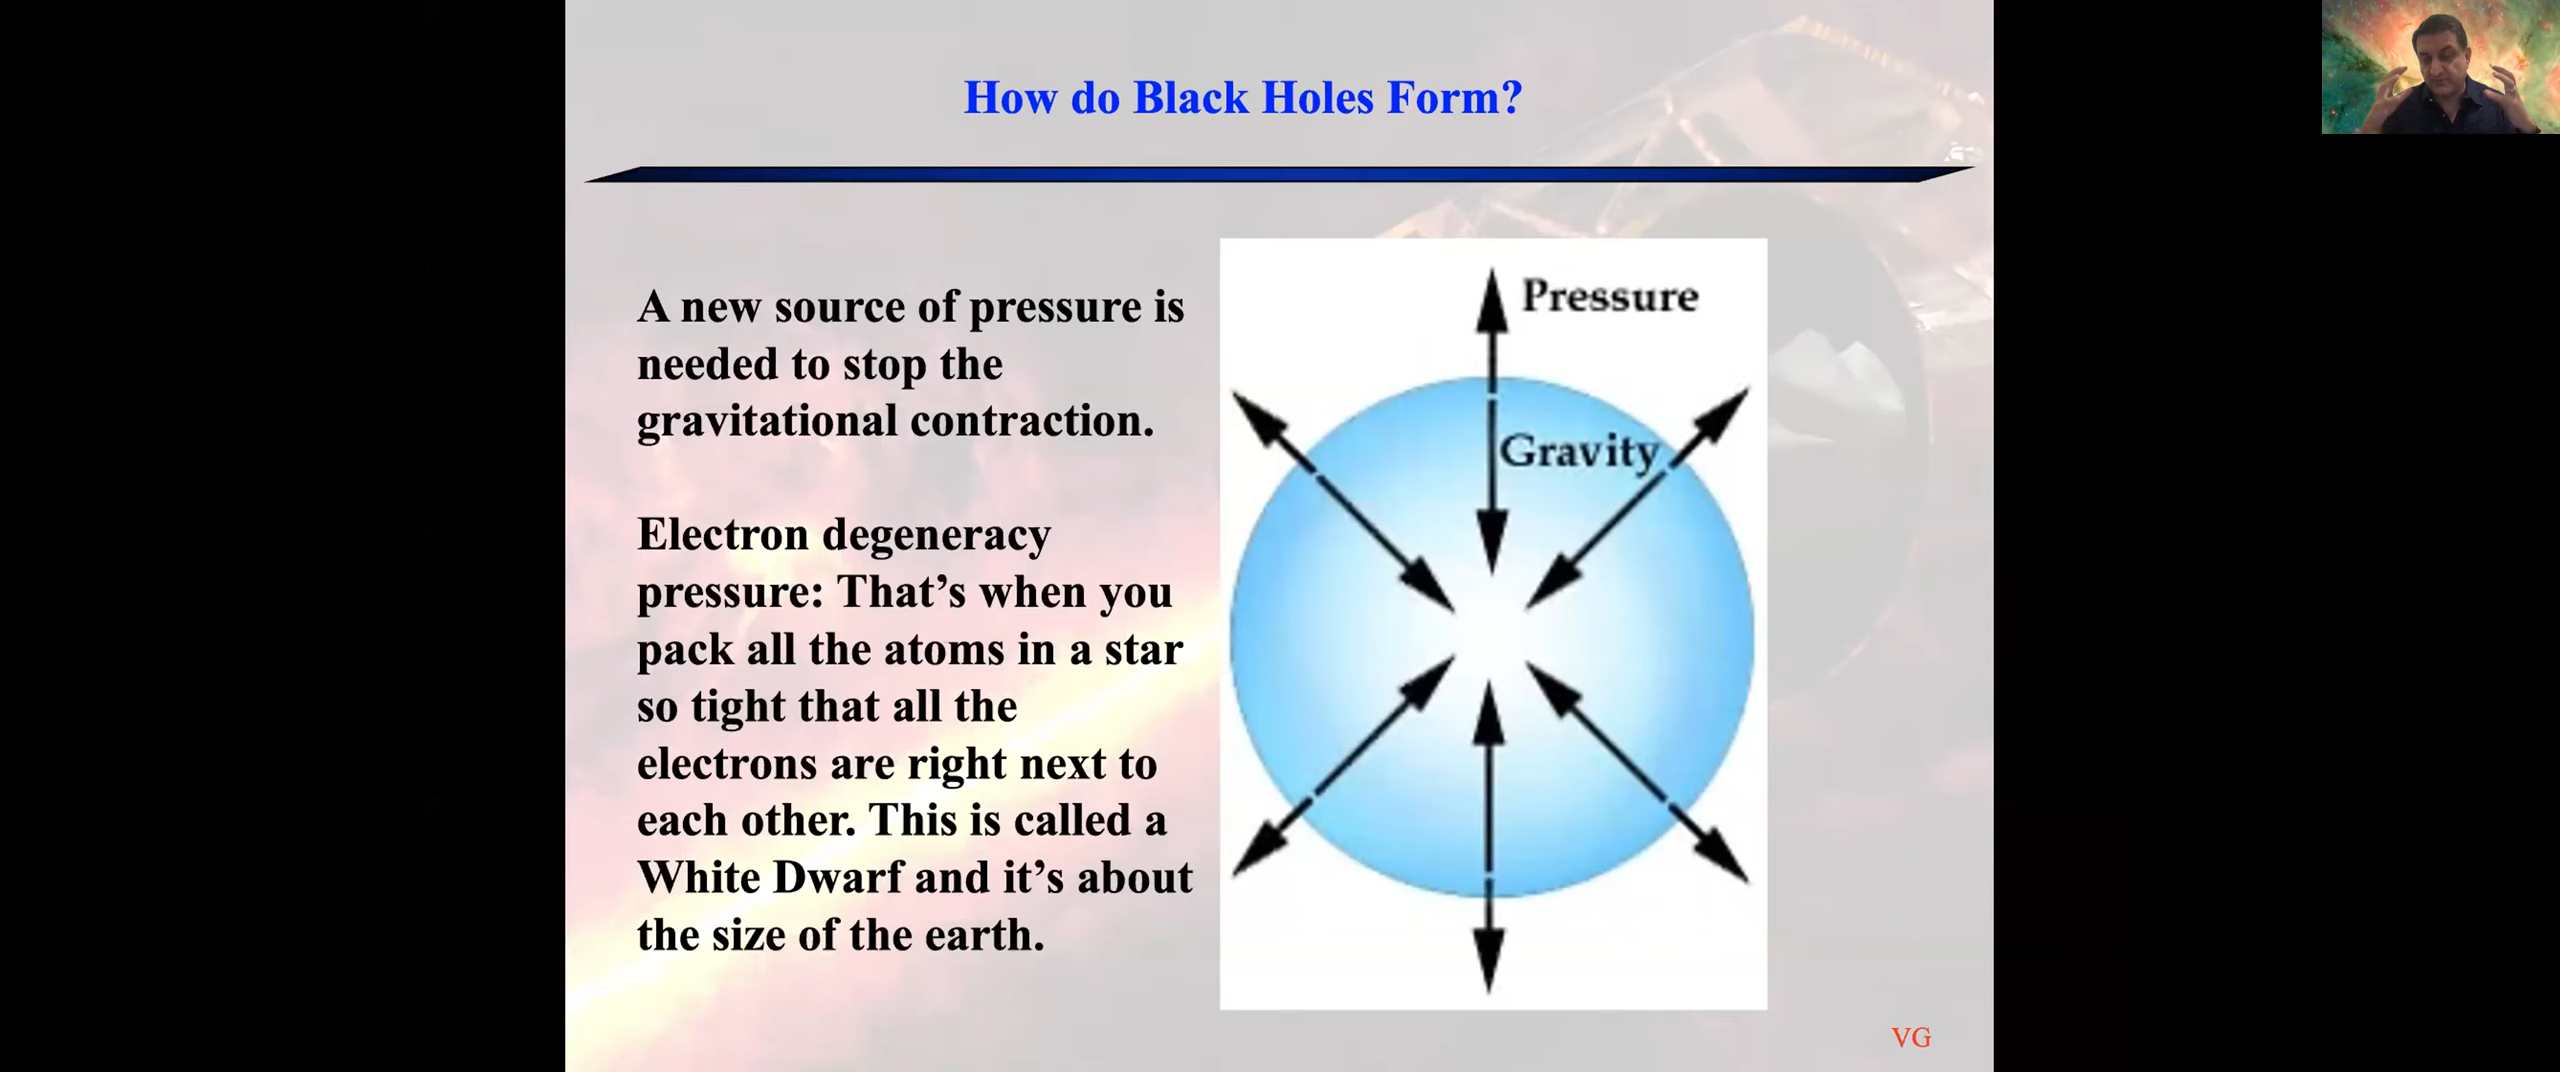 How do Black Holes Form?
A new source of pressure is
needed to stop the
gravitational contraction.
Electron degeneracy
pressure: That’s when you
pack all the atoms in a star
so tight that all the
electrons are right next to
each other. This is called a
White Dwarf and it’s about
the size of the earth.
Pressure
Gravity
VG